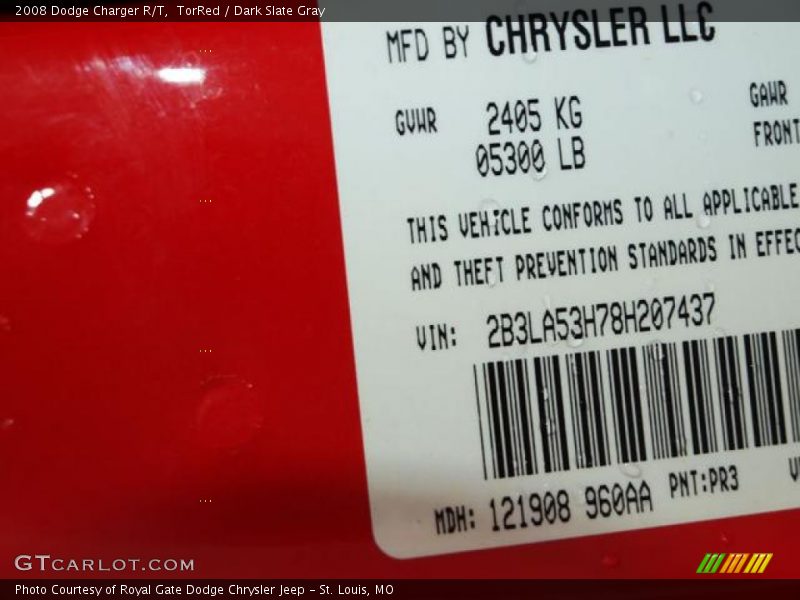 2008 Dodge Charger R/T,  TorRed / Dark Slate Gray
MFD BY CHRYSLER LLC
GVWR 2405 KG
05300 LB
GAWR
FRONT
THIS VEHICLE CONFORMS TO ALL APPLICABLE
AND THEFT PREVENTION STANDARDS IN EFFEC
VIN: 2B3LA53H78H207437
MDH: 121908 960AA PNT:PR3
GTCARLOT.COM
Photo Courtesy of Royal Gate Dodge Chrysler Jeep - St. Louis, MO